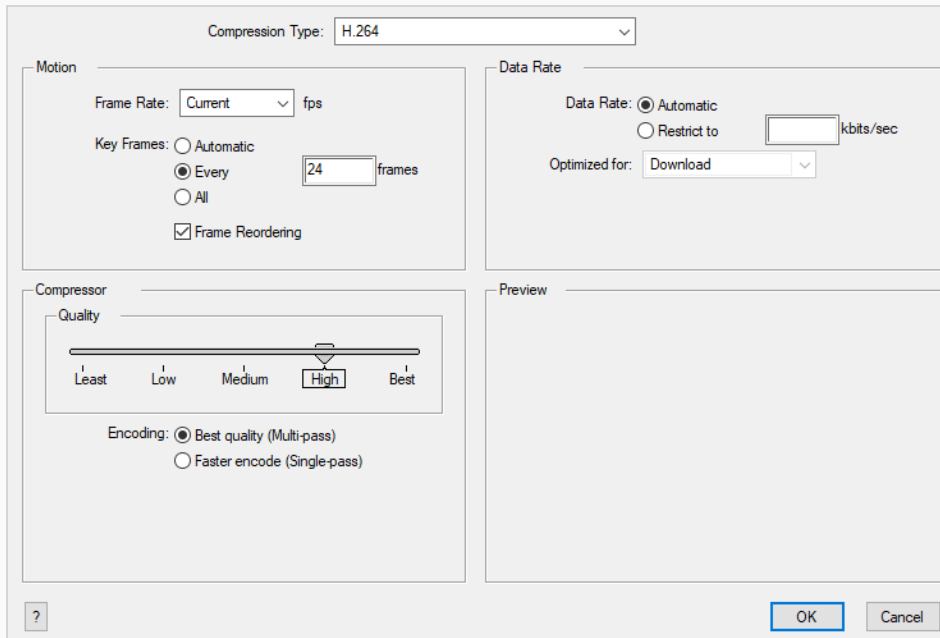 Compression Type: H.264
Motion
Frame Rate: Current fps
Key Frames: Automatic
Every 24 frames
All
Frame Reordering
Data Rate
Data Rate: Automatic
Restrict to kbits/sec
Optimized for: Download
Compressor
Quality
Least Low Medium High Best
Encoding: Best quality (Multi-pass)
Faster encode (Single-pass)
Preview
? OK Cancel